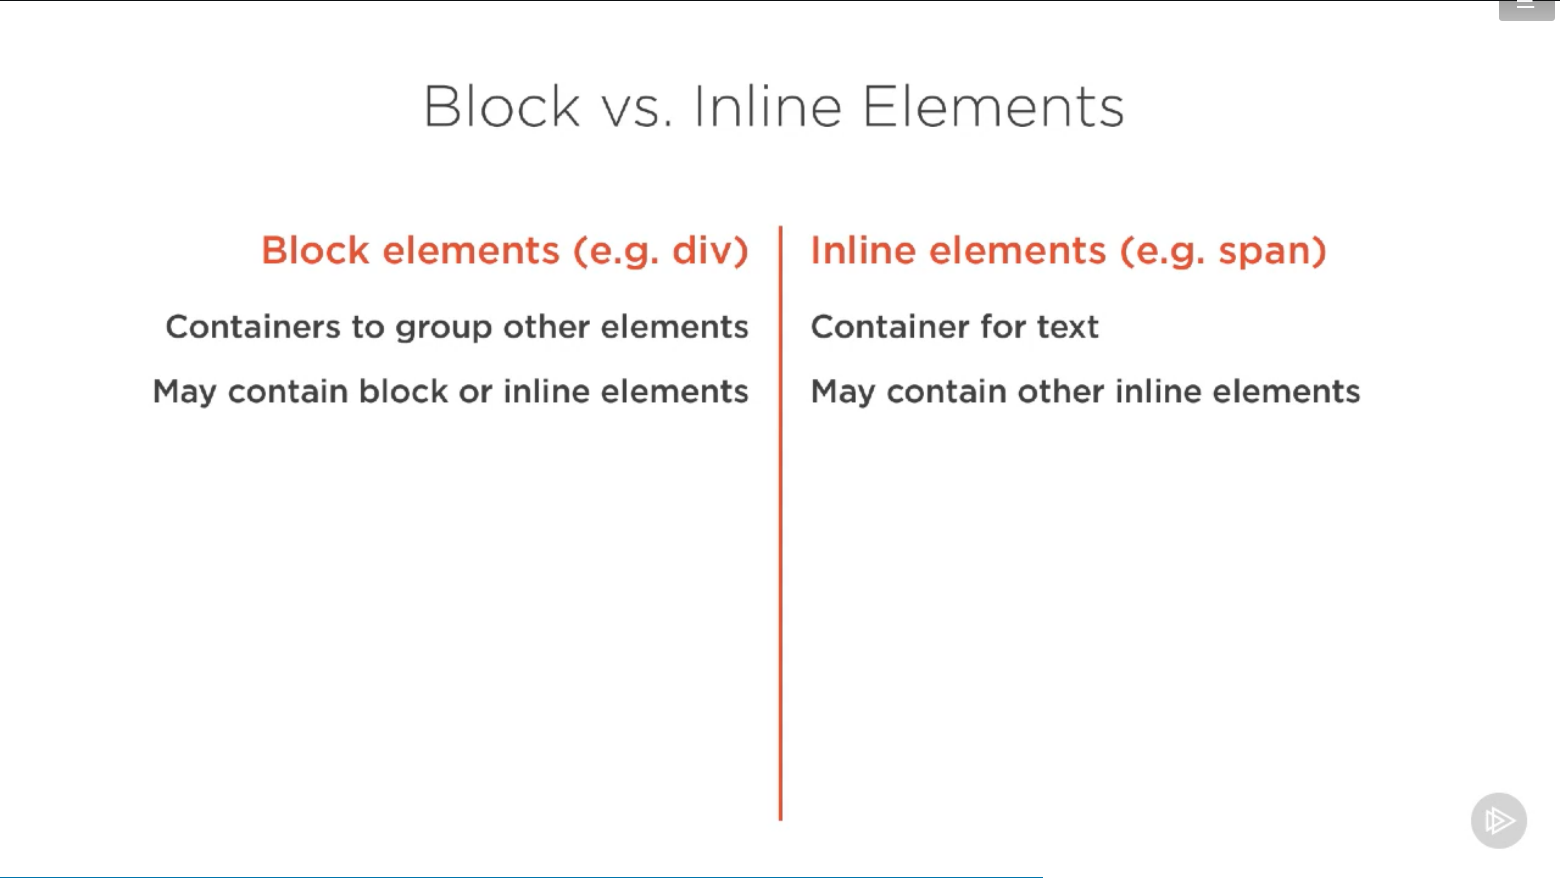 Block vs. Inline Elements
Block elements (e.g. div)
Containers to group other elements
May contain block or inline elements
Inline elements (e.g. span)
Container for text
May contain other inline elements